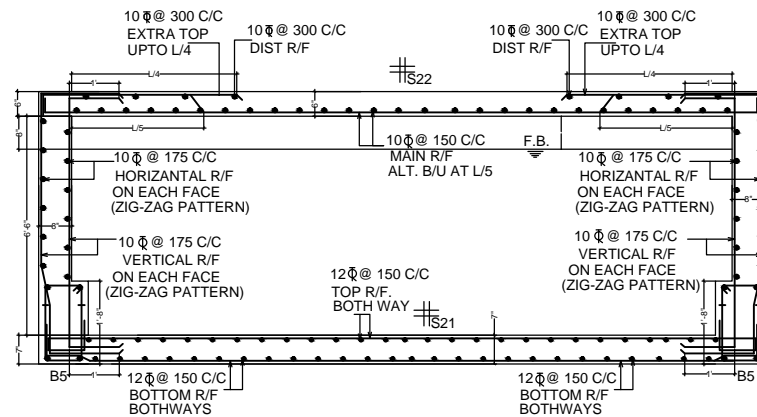 10 Φ @ 300 C/C
EXTRA TOP
UPTO L/4
10 Φ @ 300 C/C
DIST R/F
10 Φ @ 300 C/C
DIST R/F
10 Φ @ 300 C/C
EXTRA TOP
UPTO L/4
L/4
L/4
1'
1'
S22
6"
6"
L/5
L/5
10 Φ @ 150 C/C
MAIN R/F
ALT. B/U AT L/5
F.B.
10 Φ @ 175 C/C
HORIZANTAL R/F
ON EACH FACE
(ZIG-ZAG PATTERN)
10 Φ @ 175 C/C
HORIZANTAL R/F
ON EACH FACE
(ZIG-ZAG PATTERN)
8"
8"
6'-6"
10 Φ @ 175 C/C
VERTICAL R/F
ON EACH FACE
(ZIG-ZAG PATTERN)
10 Φ @ 175 C/C
VERTICAL R/F
ON EACH FACE
(ZIG-ZAG PATTERN)
12 Φ @ 150 C/C
TOP R/F.
BOTH WAY
S21
1'-8"
1'-8"
7"
7"
B5
1'
1'
B5
12 Φ @ 150 C/C
BOTTOM R/F
BOTHWAYS
12 Φ @ 150 C/C
BOTTOM R/F
BOTHWAYS